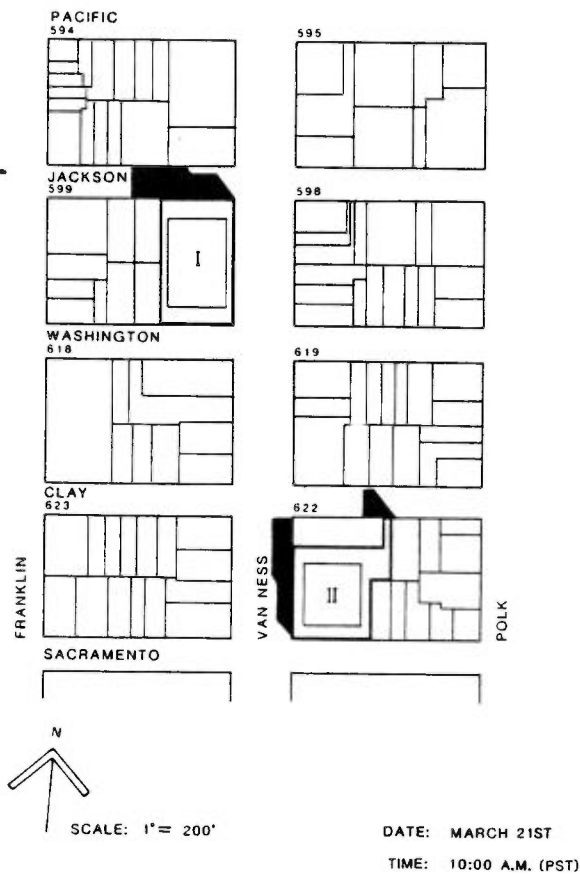 PACIFIC
594
595
JACKSON
599
598
I
WASHINGTON
618
619
CLAY
623
622
II
FRANKLIN
VAN NESS
POLK
SACRAMENTO
N
SCALE: 1"= 200'
DATE: MARCH 21ST
TIME: 10:00 A.M. (PST)